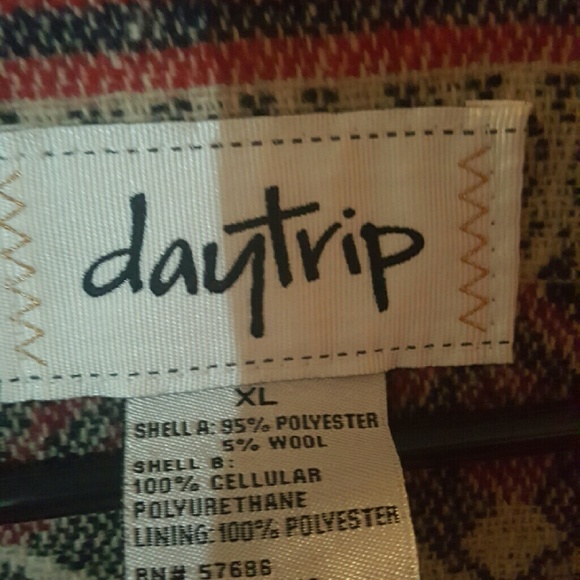 daytrip
XL
SHELL A: 95% POLYESTER
5% WOOL
SHELL B:
100% CELLULAR
POLYURETHANE
LINING: 100% POLYESTER
RN# 57686